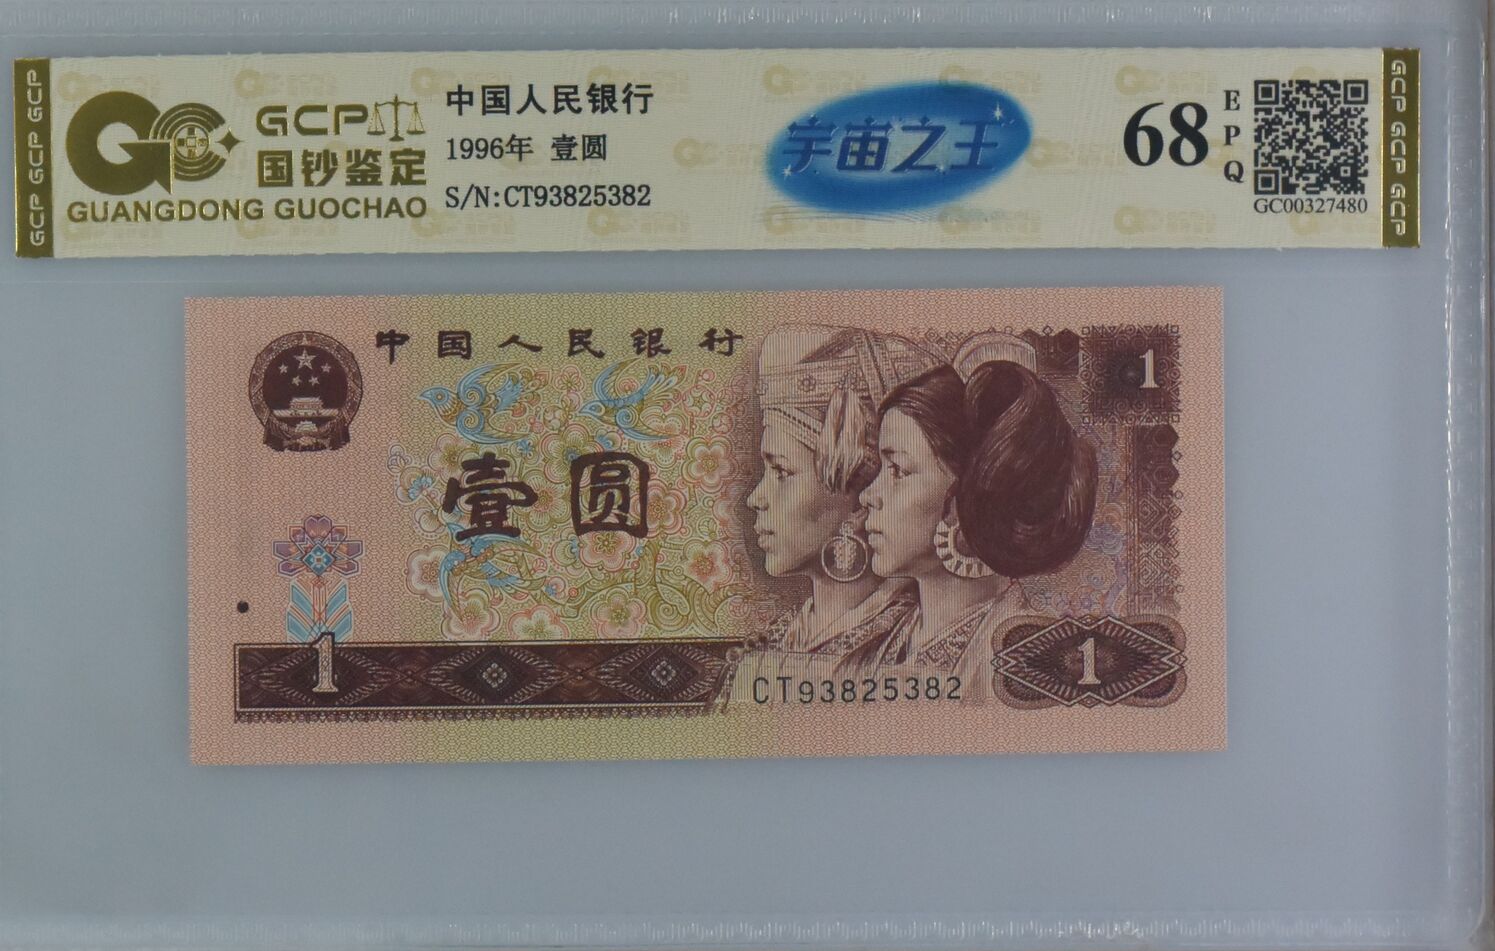 GCP GCP GCP
GCP
国钞鉴定
GUANGDONG GUOCHAO
中国人民银行
1996年 壹圆
S/N:CT93825382
宇宙之王
68
EPQ
GC00327480
GCP GCP GCP
中国人民银行
1
壹圆
1
CT93825382
1